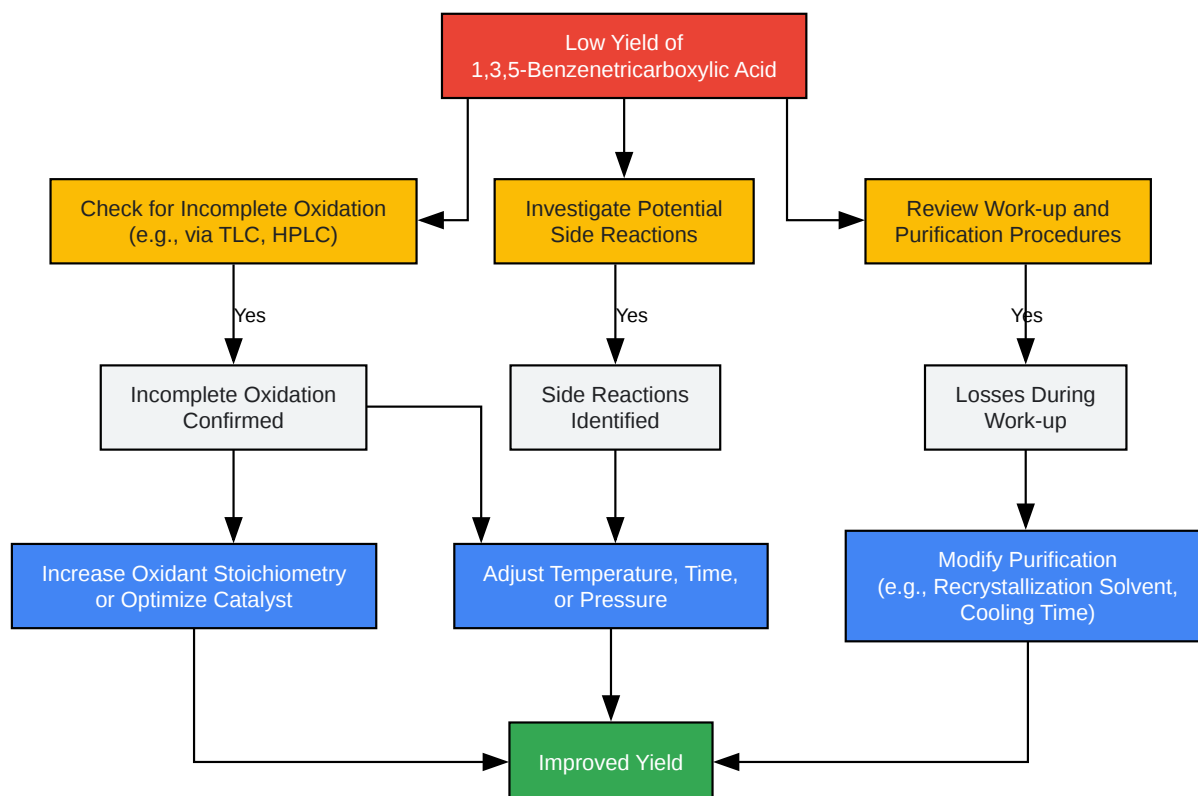 Low Yield of
1,3,5-Benzenetricarboxylic Acid
Check for Incomplete Oxidation
(e.g., via TLC, HPLC)
Investigate Potential
Side Reactions
Review Work-up and
Purification Procedures
Yes
Yes
Yes
Incomplete Oxidation
Confirmed
Side Reactions
Identified
Losses During
Work-up
Increase Oxidant Stoichiometry
or Optimize Catalyst
Adjust Temperature, Time,
or Pressure
Modify Purification
(e.g., Recrystallization Solvent,
Cooling Time)
Improved Yield